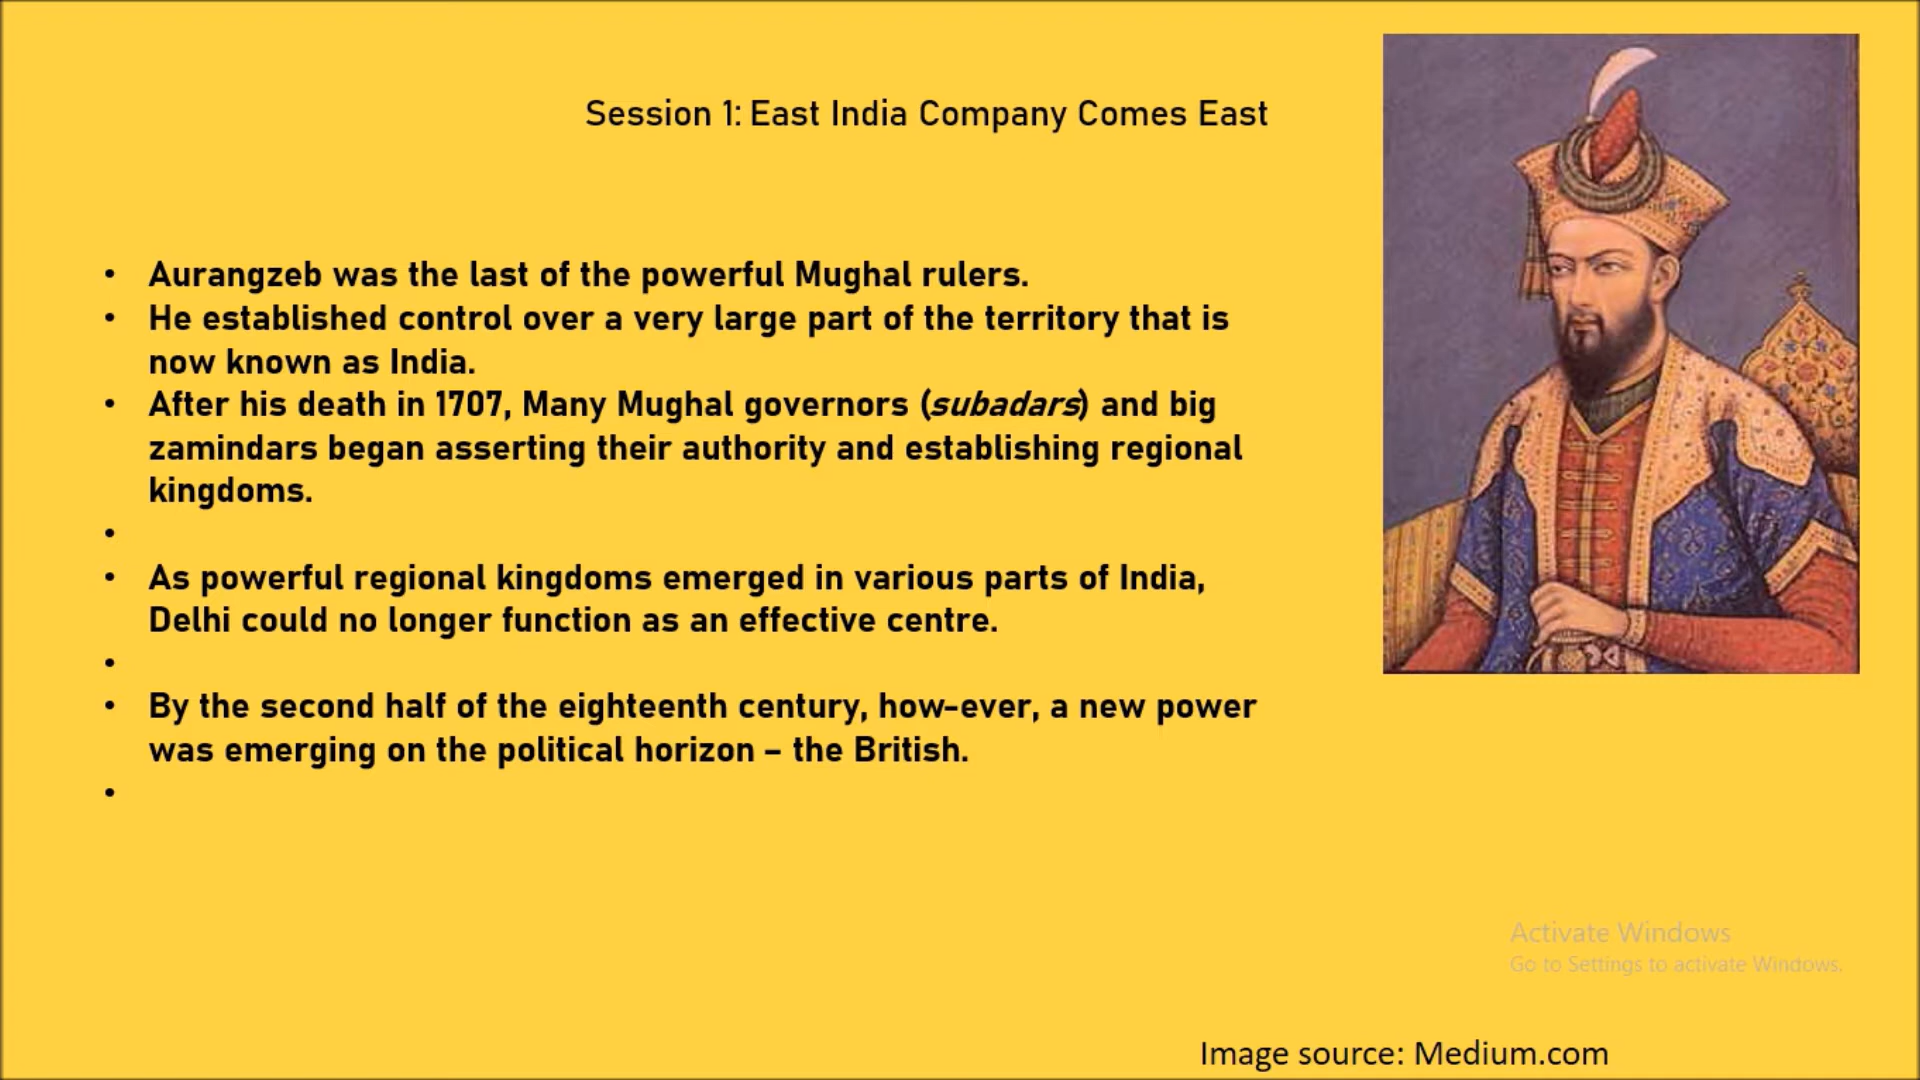 Session 1: East India Company Comes East
• Aurangzeb was the last of the powerful Mughal rulers.
• He established control over a very large part of the territory that is
now known as India.
• After his death in 1707, Many Mughal governors (subadars) and big
zamindars began asserting their authority and establishing regional
kingdoms.
•
• As powerful regional kingdoms emerged in various parts of India,
Delhi could no longer function as an effective centre.
•
• By the second half of the eighteenth century, how-ever, a new power
was emerging on the political horizon – the British.
•
Activate Windows
Go to Settings to activate Windows.
Image source: Medium.com